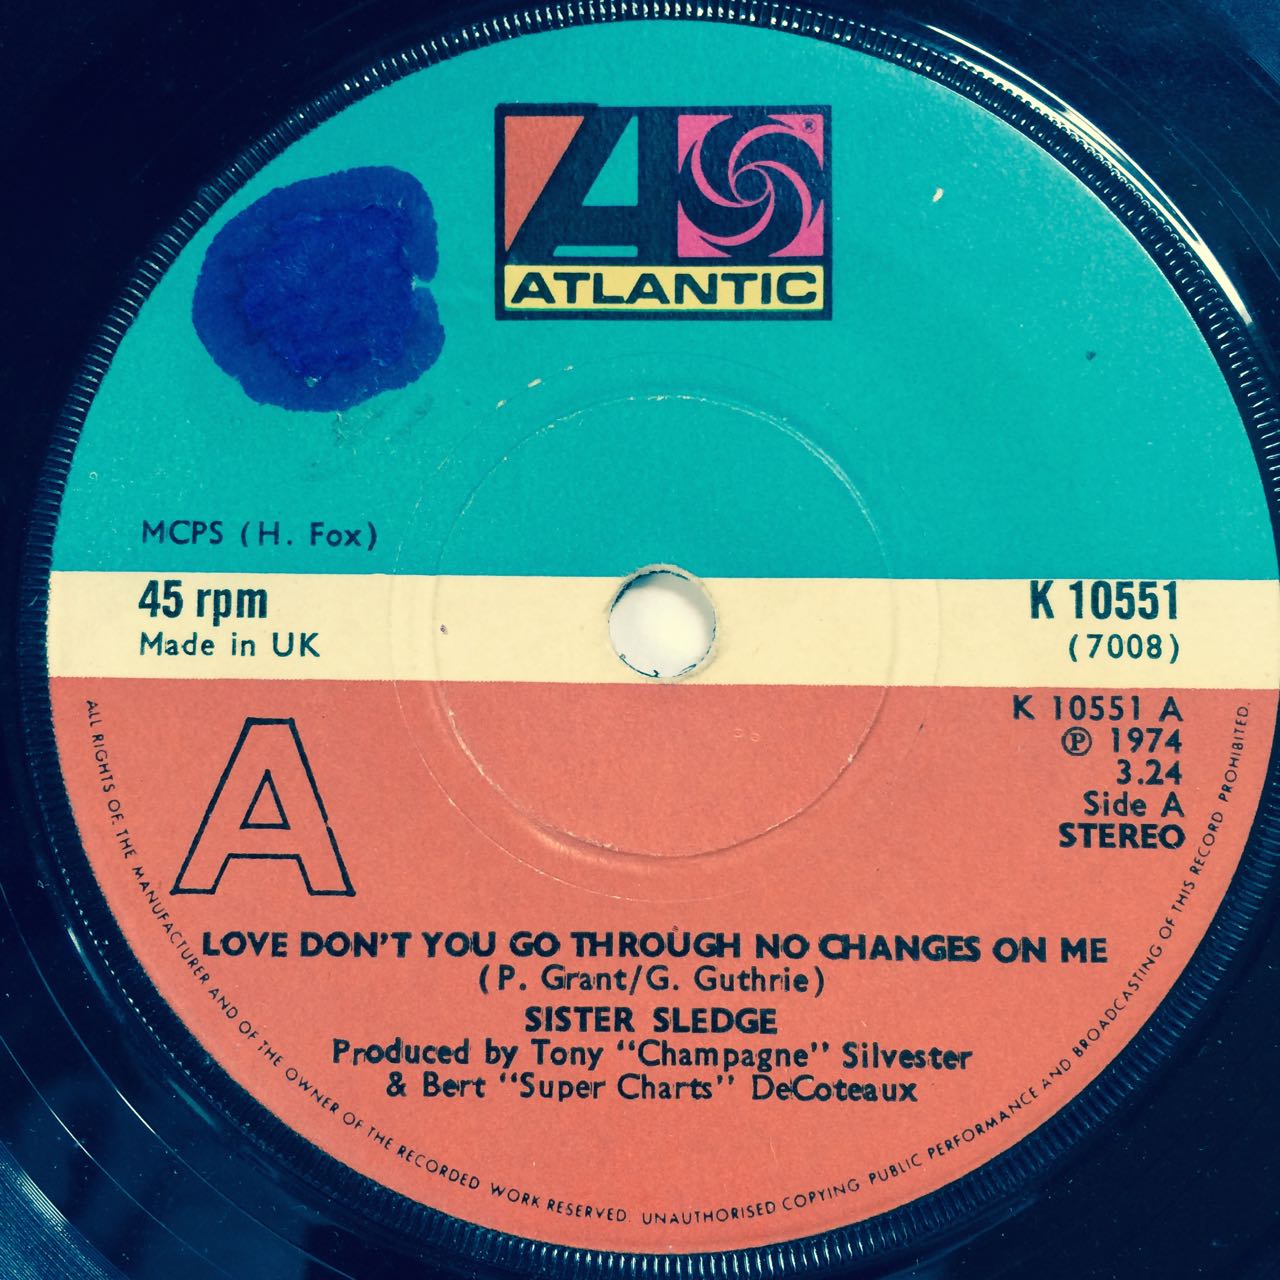 ATLANTIC
®
MCPS (H. Fox)
45 rpm
Made in UK
K 10551
(7008)
K 10551 A
Ⓟ 1974
3.24
Side A
STEREO
A
LOVE DON'T YOU GO THROUGH NO CHANGES ON ME
(P. Grant/G. Guthrie)
SISTER SLEDGE
Produced by Tony "Champagne" Silvester
& Bert "Super Charts" DeCoteaux
ALL RIGHTS OF THE MANUFACTURER AND OF THE OWNER OF THE RECORDED WORK RESERVED. UNAUTHORISED COPYING PUBLIC PERFORMANCE AND BROADCASTING OF THIS RECORD PROHIBITED.